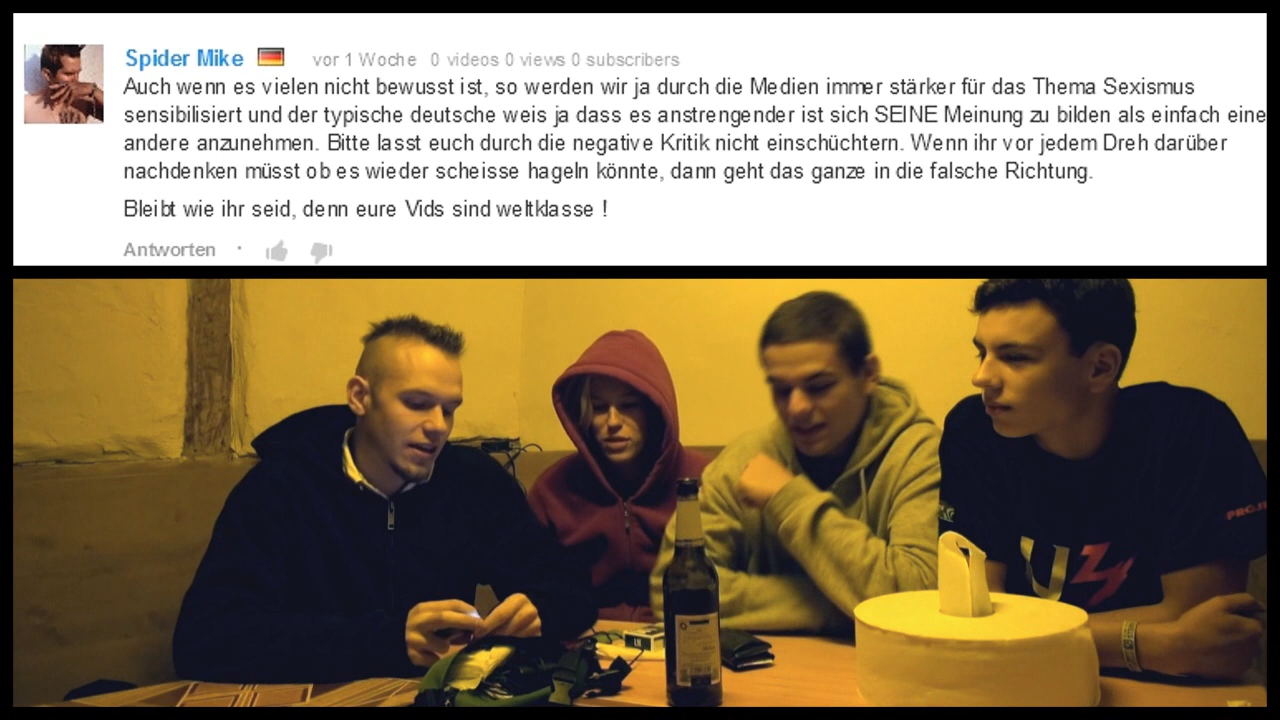 Spider Mike vor 1 Woche 0 videos 0 views 0 subscribers
Auch wenn es vielen nicht bewusst ist, so werden wir ja durch die Medien immer stärker für das Thema Sexismus
sensibilisiert und der typische deutsche weis ja dass es anstrengender ist sich SEINE Meinung zu bilden als einfach eine
andere anzunehmen. Bitte lasst euch durch die negative Kritik nicht einschüchtern. Wenn ihr vor jedem Dreh darüber
nachdenken müsst ob es wieder scheisse hageln könnte, dann geht das ganze in die falsche Richtung.
Bleibt wie ihr seid, denn eure Vids sind weltklasse !
Antworten ·